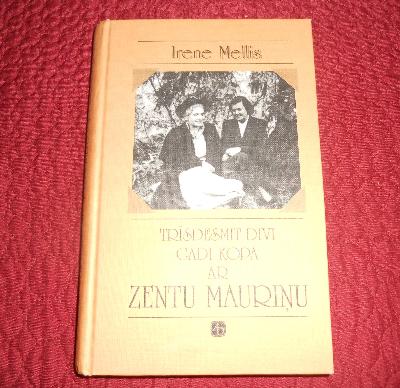 Irene Mellis
TRĪSDESMIT DIVI
GADI KOPĀ
AR
ZENTU MAURIŅU